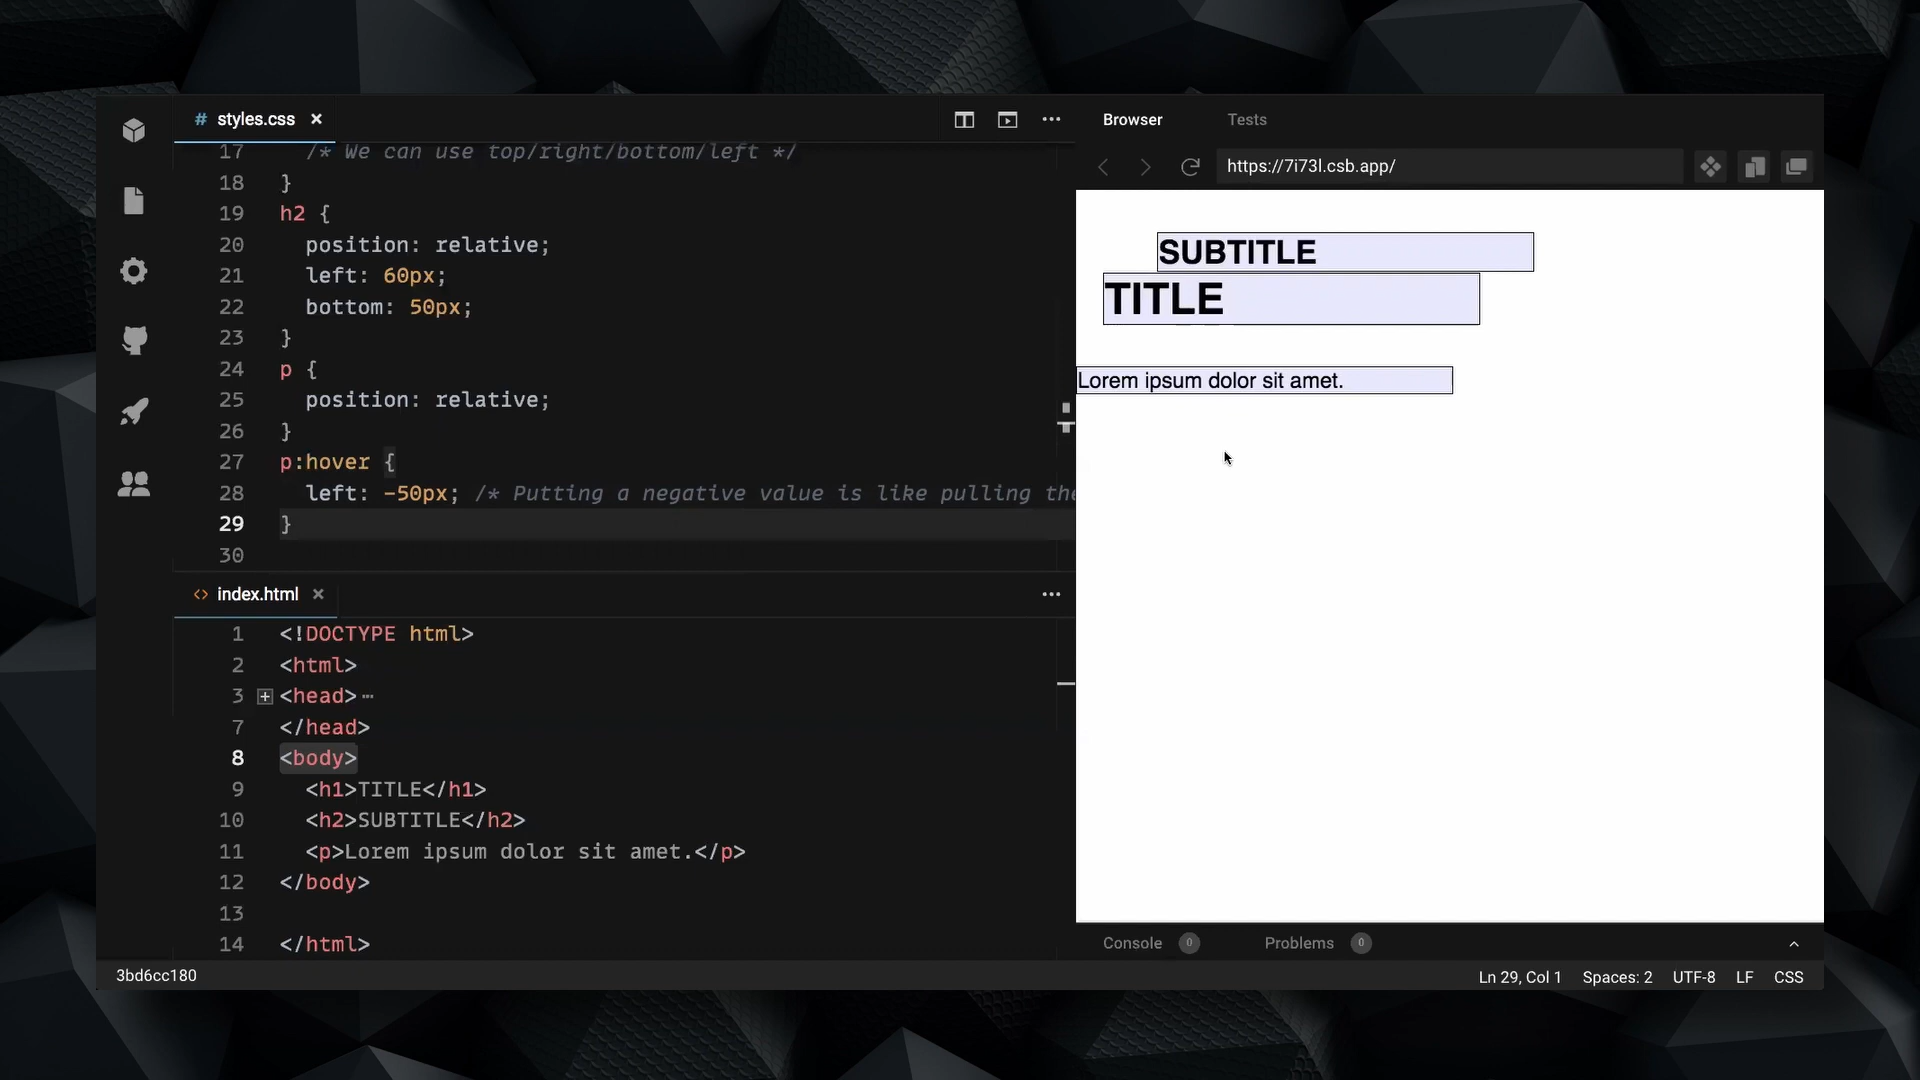 # styles.css ×
17 /* We can use top/right/bottom/left */
18 }
19 h2 {
20 position: relative;
21 left: 60px;
22 bottom: 50px;
23 }
24 p {
25 position: relative;
26 }
27 p:hover {
28 left: -50px; /* Putting a negative value is like pulling the
29 }
30
<> index.html ×
1 <!DOCTYPE html>
2 <html>
3 <head>
7 </head>
8 <body>
9 <h1>TITLE</h1>
10 <h2>SUBTITLE</h2>
11 <p>Lorem ipsum dolor sit amet.</p>
12 </body>
13
14 </html>
Browser Tests
https://7i73l.csb.app/
SUBTITLE
TITLE
Lorem ipsum dolor sit amet.
Console 0 Problems 0
3bd6cc180 Ln 29, Col 1 Spaces: 2 UTF-8 LF CSS